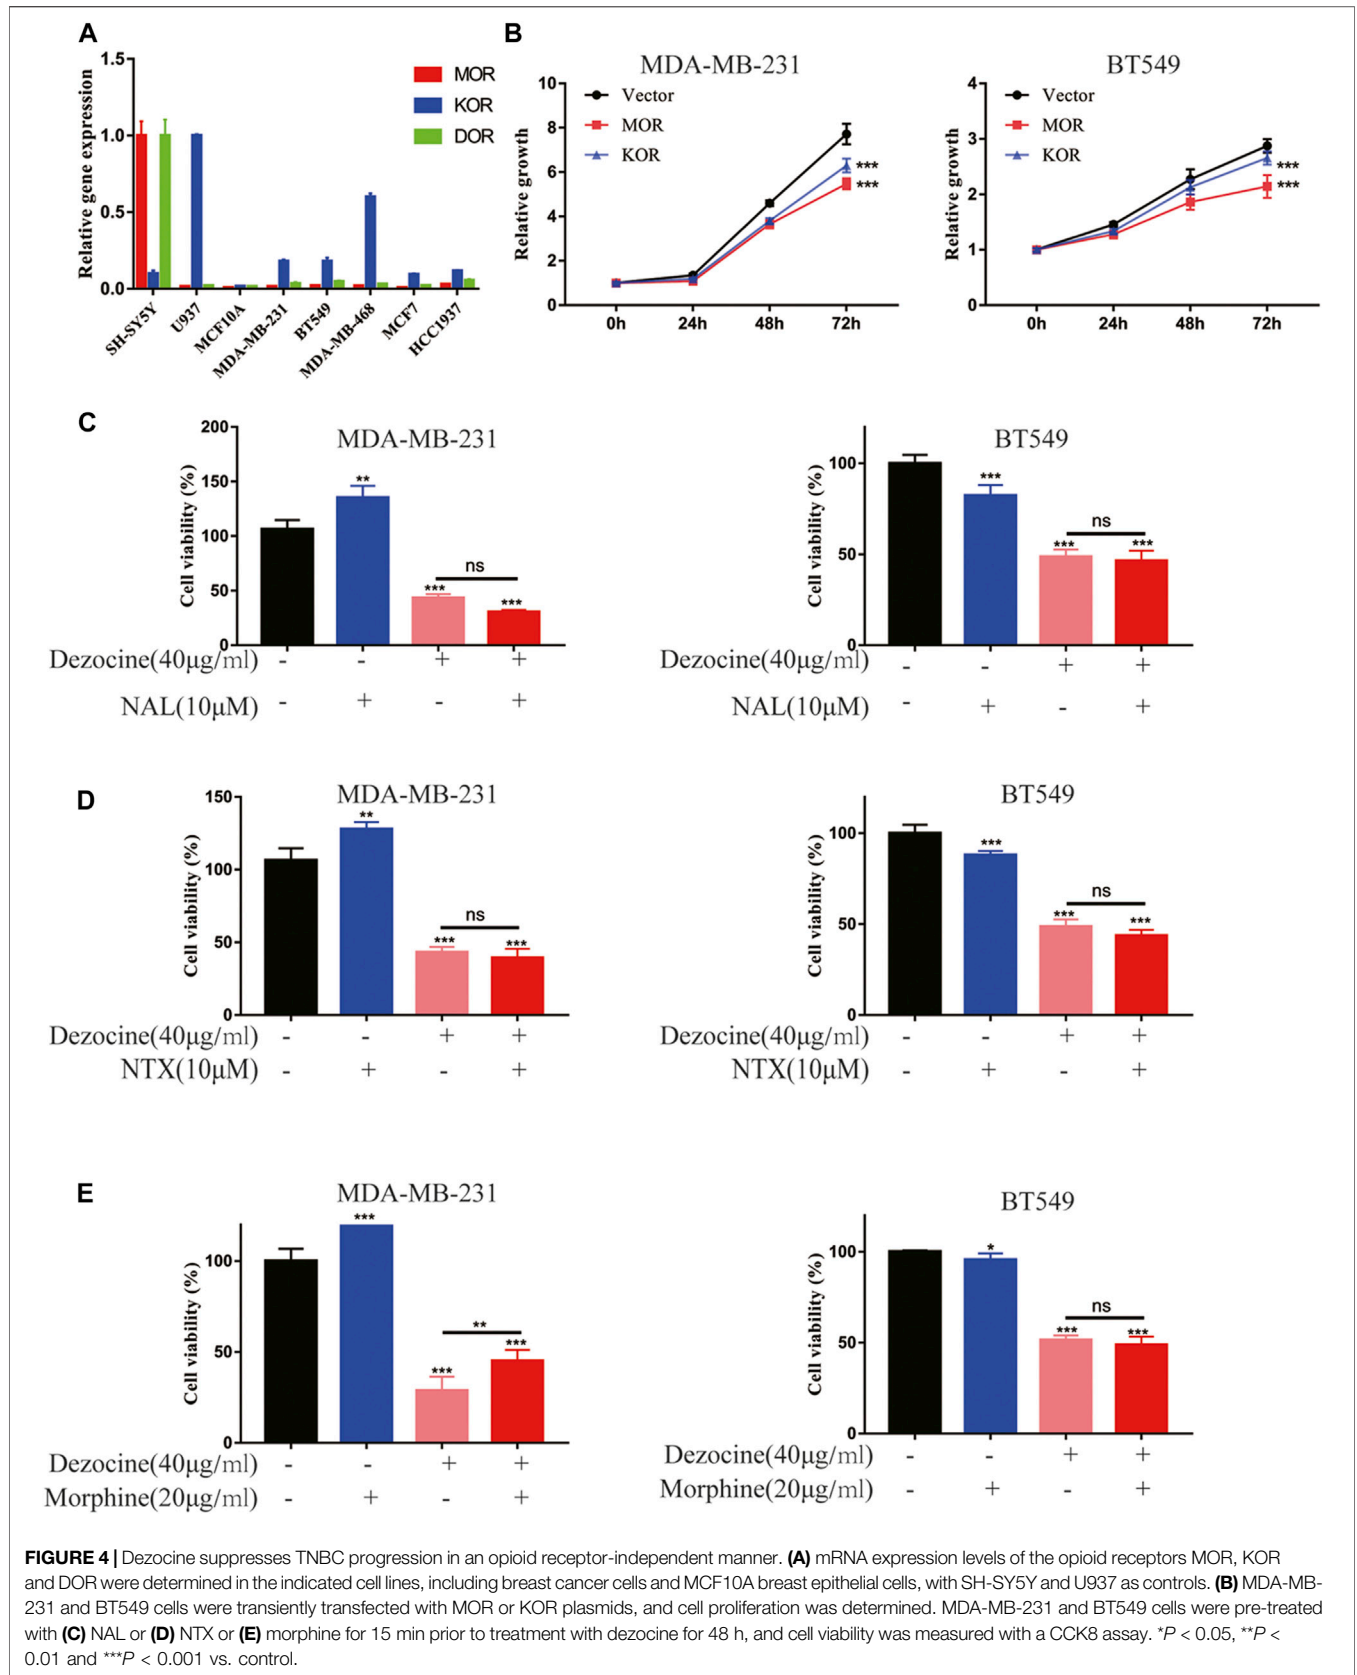 A
1.5
1.0
0.5
0.0
Relative gene expression
MOR
KOR
DOR
SH-SY5Y
U937
MCF10A
MDA-MB-231
BT549
MDA-MB-468
MCF7
HCC1937
B
MDA-MB-231
10
8
6
4
2
0
Relative growth
Vector
MOR
KOR
***
***
0h 24h 48h 72h
BT549
4
3
2
1
0
Relative growth
Vector
MOR
KOR
***
***
0h 24h 48h 72h
C
MDA-MB-231
200
150
100
50
0
Cell viability (%)
**
ns
***
***
Dezocine(40μg/ml) - - + +
NAL(10μM) - + - +
BT549
100
50
0
Cell viability (%)
***
ns
***
***
Dezocine(40μg/ml) - - + +
NAL(10μM) - + - +
D
MDA-MB-231
150
100
50
0
Cell viability (%)
**
ns
***
***
Dezocine(40μg/ml) - - + +
NTX(10μM) - + - +
BT549
100
50
0
Cell viability (%)
***
ns
***
***
Dezocine(40μg/ml) - - + +
NTX(10μM) - + - +
E
MDA-MB-231
100
50
0
Cell viability (%)
***
**
***
***
Dezocine(40μg/ml) - - + +
Morphine(20μg/ml) - + - +
BT549
100
50
0
Cell viability (%)
*
ns
***
***
Dezocine(40μg/ml) - - + +
Morphine(20μg/ml) - + - +
FIGURE 4 | Dezocine suppresses TNBC progression in an opioid receptor-independent manner. (A) mRNA expression levels of the opioid receptors MOR, KOR
and DOR were determined in the indicated cell lines, including breast cancer cells and MCF10A breast epithelial cells, with SH-SY5Y and U937 as controls. (B) MDA-MB-
231 and BT549 cells were transiently transfected with MOR or KOR plasmids, and cell proliferation was determined. MDA-MB-231 and BT549 cells were pre-treated
with (C) NAL or (D) NTX or (E) morphine for 15 min prior to treatment with dezocine for 48 h, and cell viability was measured with a CCK8 assay. *P < 0.05, **P <
0.01 and ***P < 0.001 vs. control.